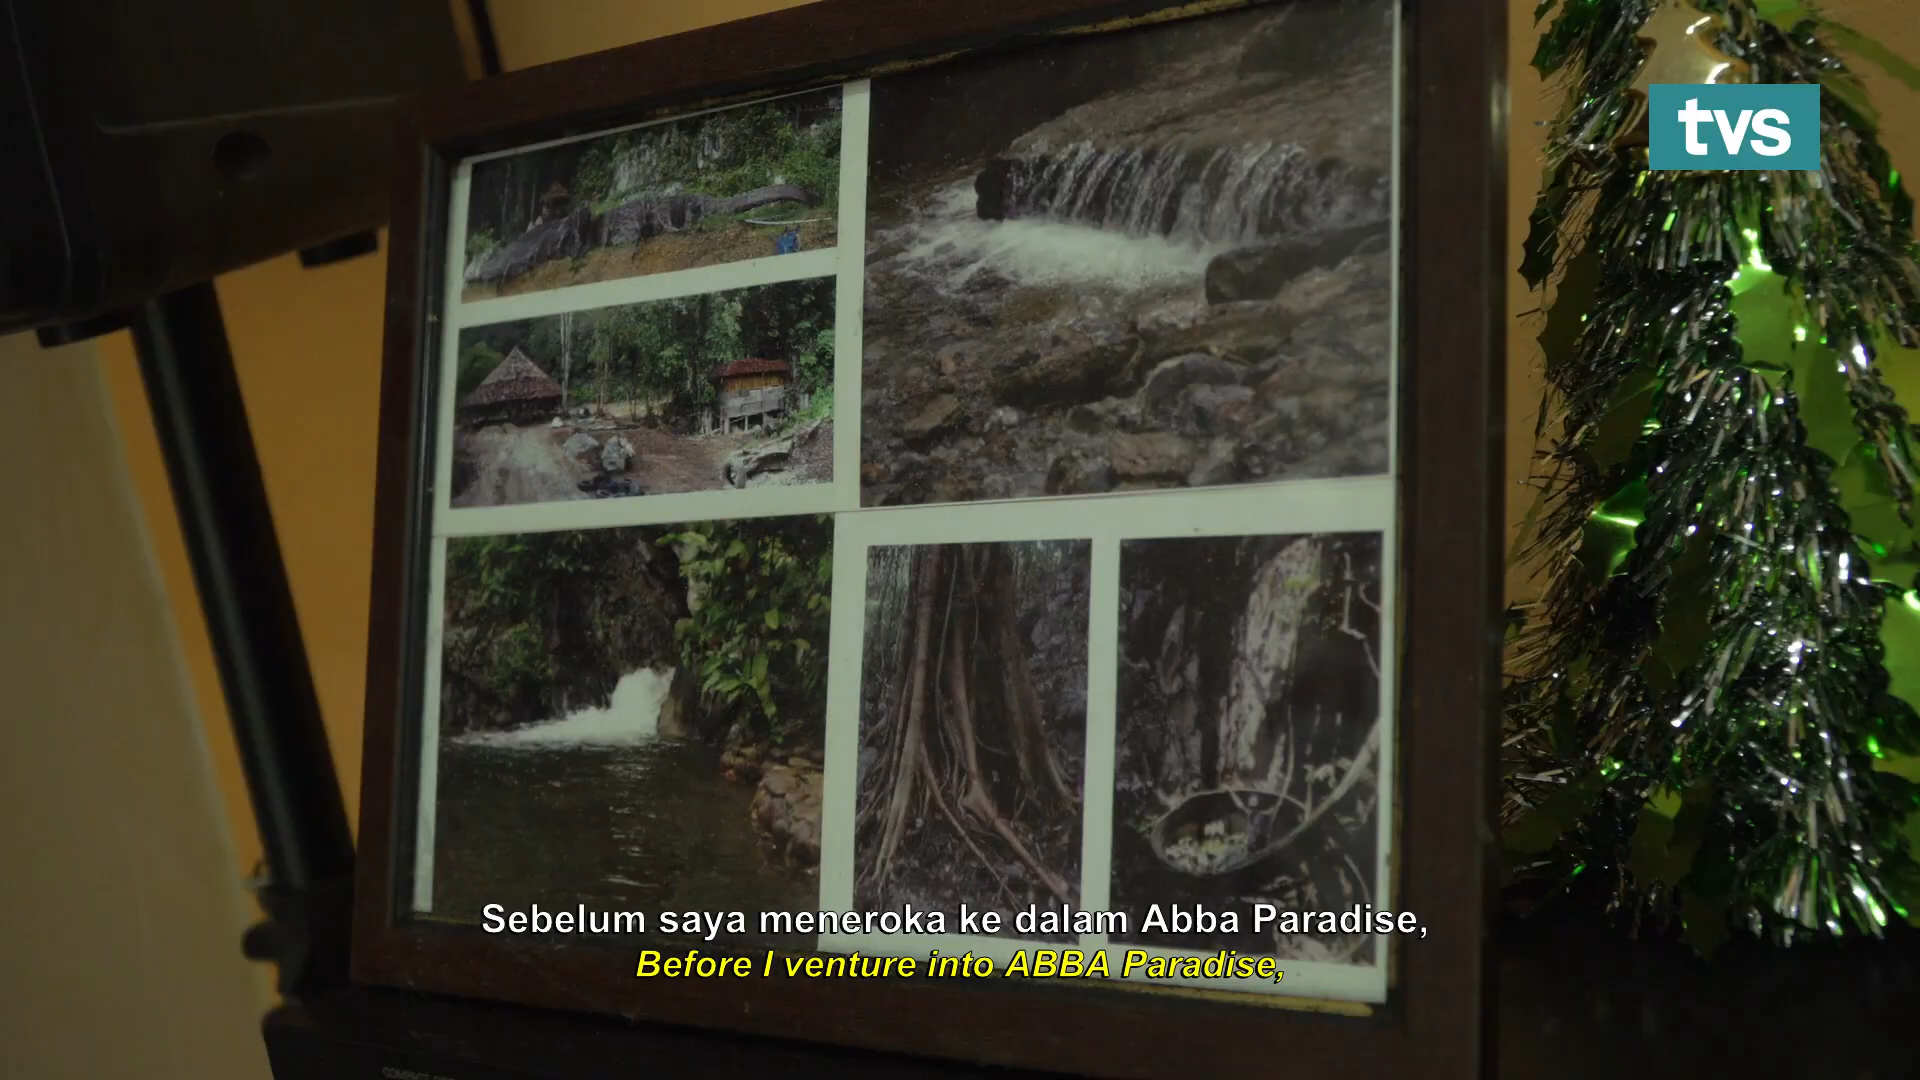 tvs
Sebelum saya meneroka ke dalam Abba Paradise,
Before I venture into ABBA Paradise,